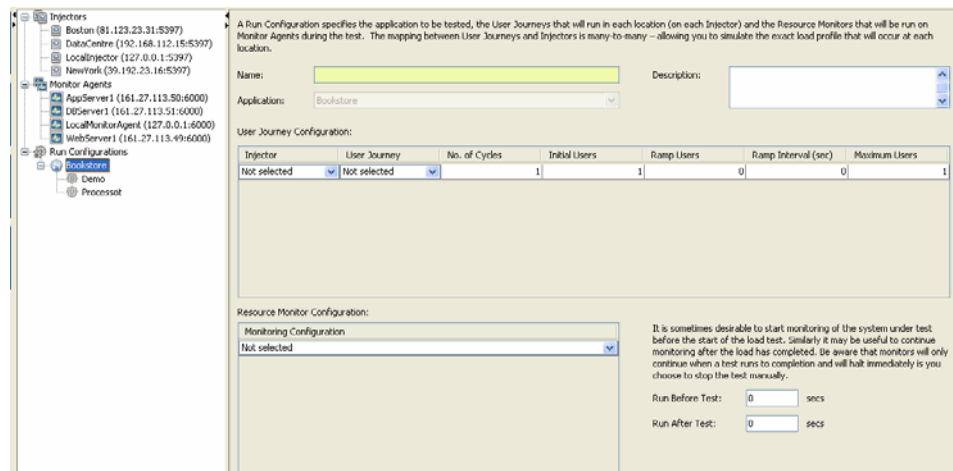 Injectors
Boston (81.123.23.31:5397)
DataCentre (192.168.112.15:5397)
LocalInjector (127.0.0.1:5397)
NewYork (39.192.23.16:5397)
Monitor Agents
AppServer1 (161.27.113.50:6000)
DBServer1 (161.27.113.51:6000)
LocalMonitorAgent (127.0.0.1:6000)
WebServer1 (161.27.113.49:6000)
Run Configurations
Bookstore
Demo
Processot
A Run Configuration specifies the application to be tested, the User Journeys that will run in each location (on each Injector) and the Resource Monitors that will be run on
Monitor Agents during the test. The mapping between User Journeys and Injectors is many-to-many – allowing you to simulate the exact load profile that will occur at each
location.
Name:
Description:
Application: Bookstore
User Journey Configuration:
Injector User Journey No. of Cycles Initial Users Ramp Users Ramp Interval (sec) Maximum Users
Not selected Not selected 1 1 0 0 1
Resource Monitor Configuration:
Monitoring Configuration
Not selected
It is sometimes desirable to start monitoring of the system under test
before the start of the load test. Similarly it may be useful to continue
monitoring after the load has completed. Be aware that monitors will only
continue when a test runs to completion and will halt immediately is you
choose to stop the test manually.
Run Before Test: 0 secs
Run After Test: 0 secs